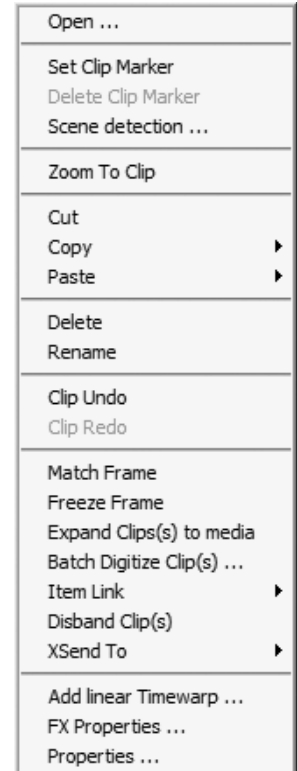 Open ...
Set Clip Marker
Delete Clip Marker
Scene detection ...
Zoom To Clip
Cut
Copy
Paste
Delete
Rename
Clip Undo
Clip Redo
Match Frame
Freeze Frame
Expand Clips(s) to media
Batch Digitize Clip(s) ...
Item Link
Disband Clip(s)
XSend To
Add linear Timewarp ...
FX Properties ...
Properties ...